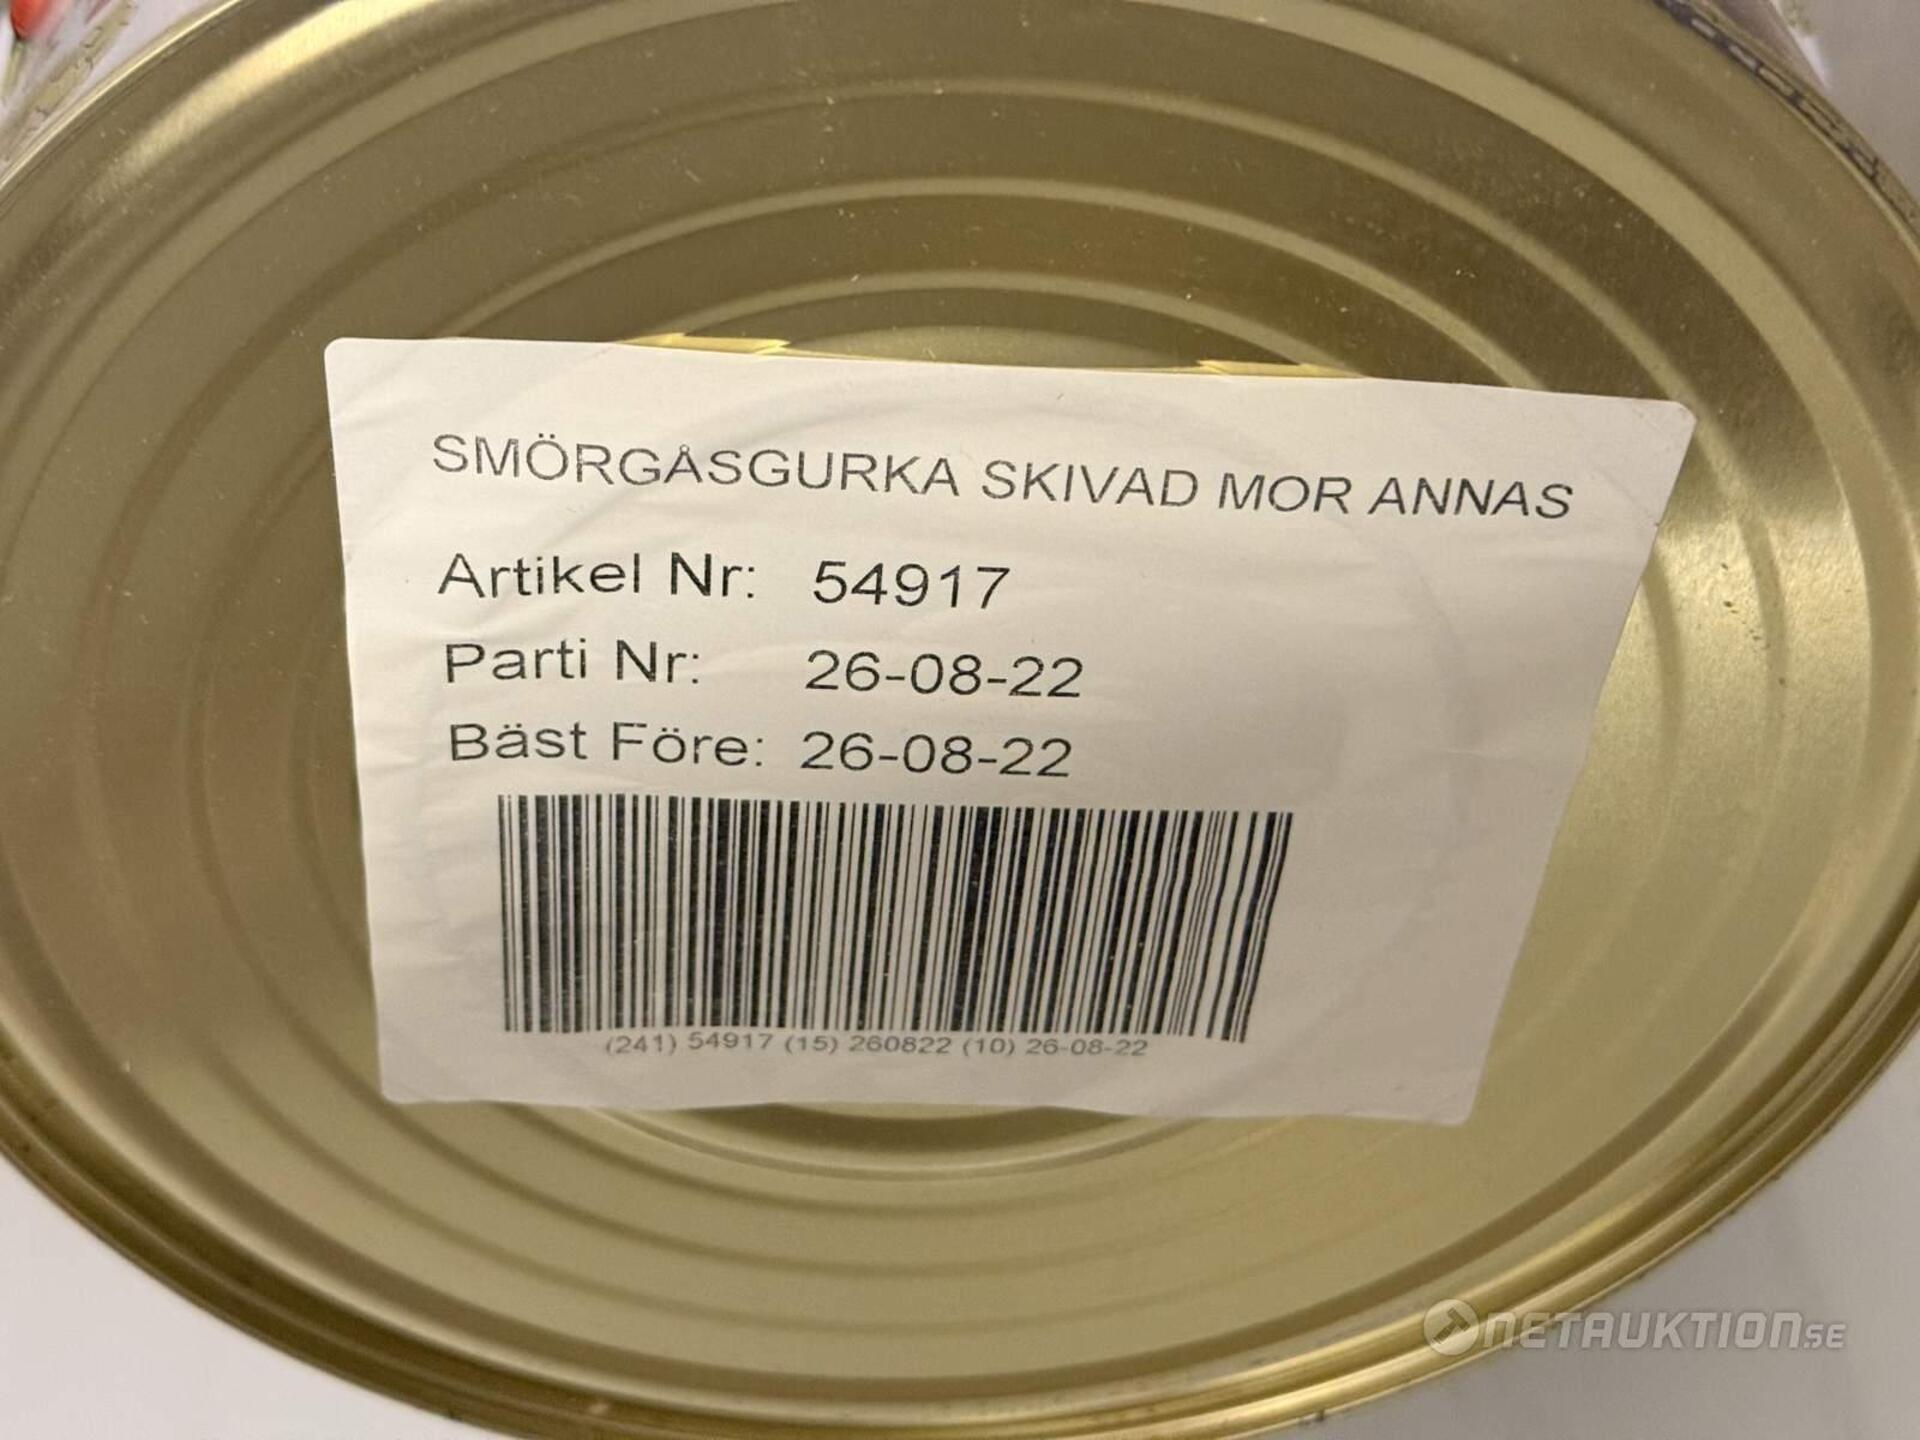 SMÖRGÅSGURKA SKIVAD MOR ANNAS
Artikel Nr: 54917
Parti Nr: 26-08-22
Bäst Före: 26-08-22
(241) 54917 (15) 260822 (10) 26-08-22
NETAUKTION.SE